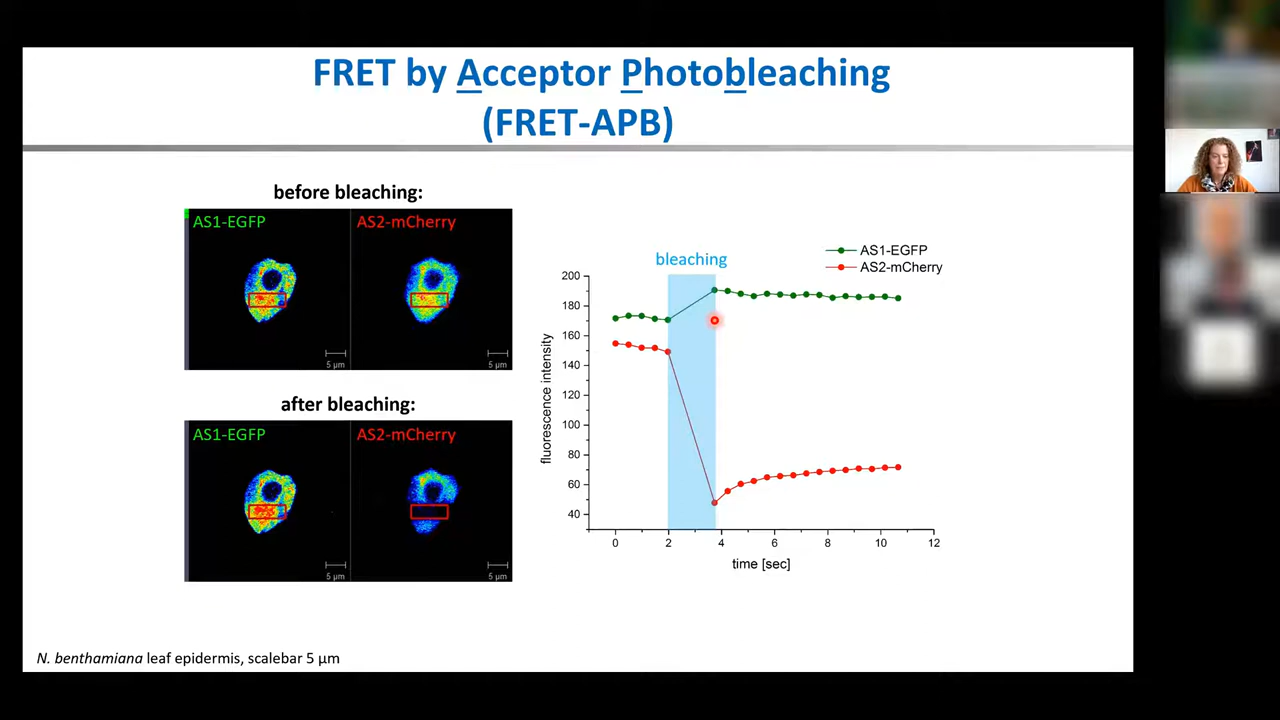 FRET by Acceptor Photobleaching
(FRET-APB)
before bleaching:
AS1-EGFP
AS2-mCherry
5 µm
5 µm
after bleaching:
AS1-EGFP
AS2-mCherry
5 µm
5 µm
bleaching
AS1-EGFP
AS2-mCherry
fluorescence intensity
200
180
160
140
120
100
80
60
40
0 2 4 6 8 10 12
time [sec]
N. benthamiana leaf epidermis, scalebar 5 µm